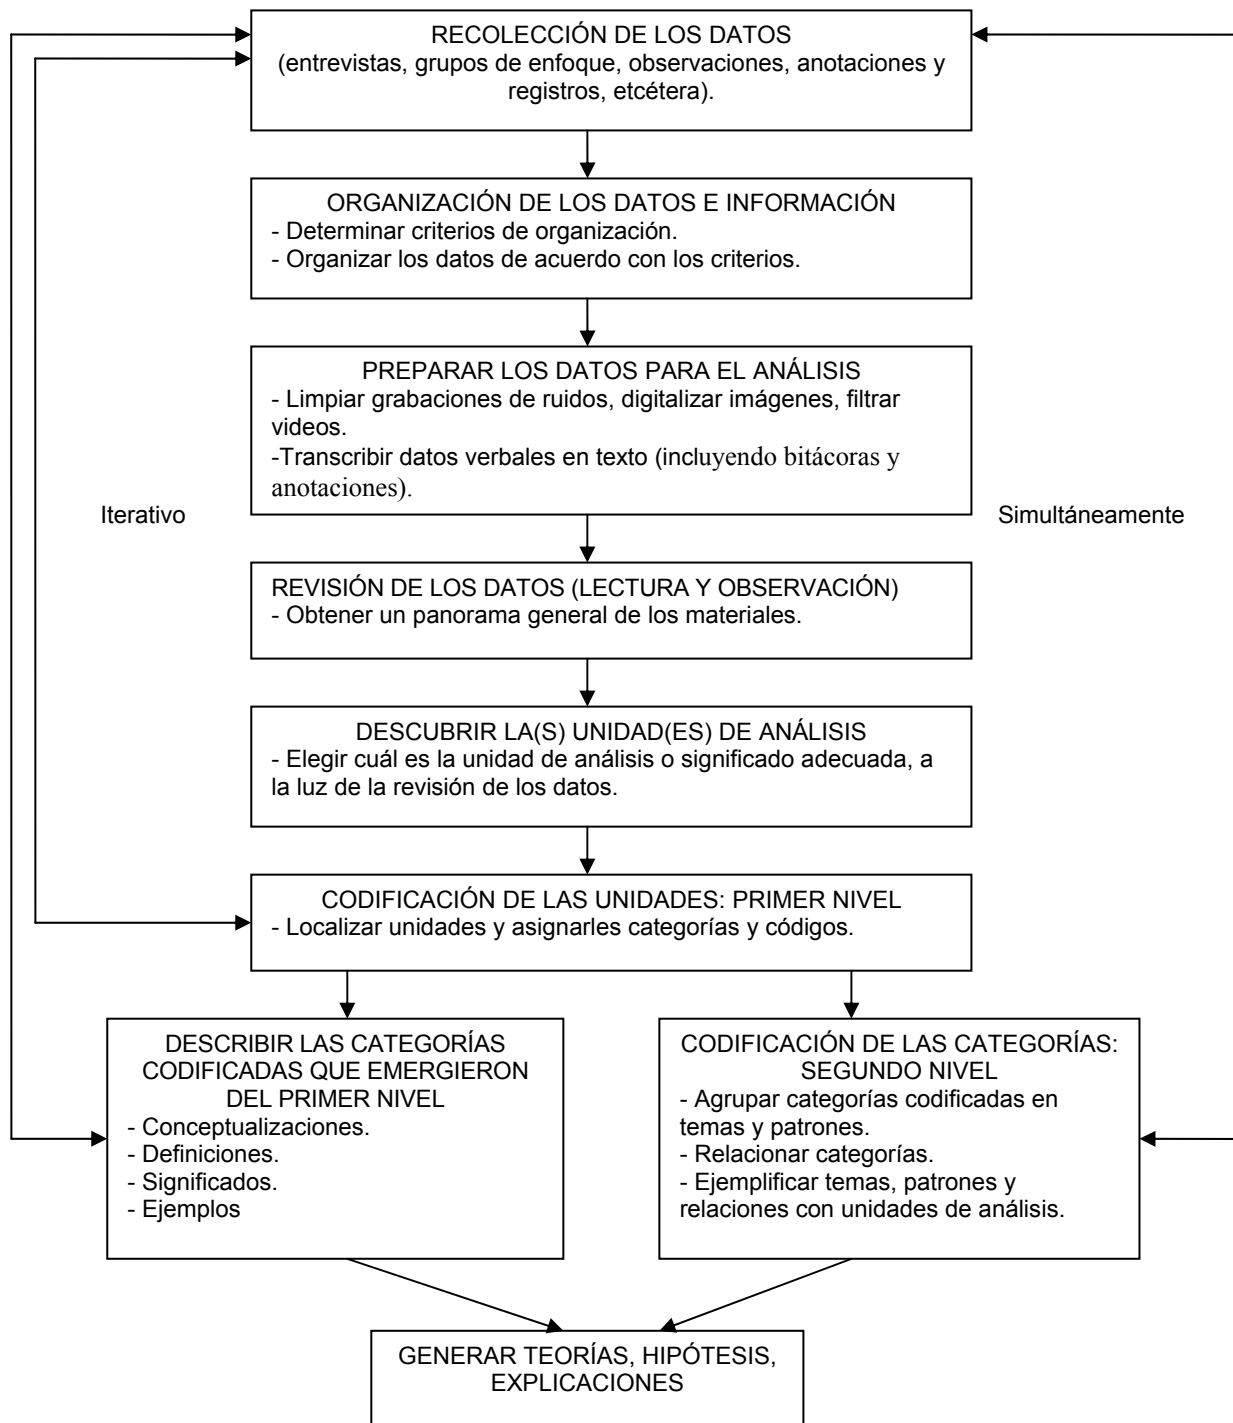 RECOLECCIÓN DE LOS DATOS
(entrevistas, grupos de enfoque, observaciones, anotaciones y
registros, etcétera).
ORGANIZACIÓN DE LOS DATOS E INFORMACIÓN
- Determinar criterios de organización.
- Organizar los datos de acuerdo con los criterios.
PREPARAR LOS DATOS PARA EL ANÁLISIS
- Limpiar grabaciones de ruidos, digitalizar imágenes, filtrar
videos.
-Transcribir datos verbales en texto (incluyendo bitácoras y
anotaciones).
Iterativo
Simultáneamente
REVISIÓN DE LOS DATOS (LECTURA Y OBSERVACIÓN)
- Obtener un panorama general de los materiales.
DESCUBRIR LA(S) UNIDAD(ES) DE ANÁLISIS
- Elegir cuál es la unidad de análisis o significado adecuada, a
la luz de la revisión de los datos.
CODIFICACIÓN DE LAS UNIDADES: PRIMER NIVEL
- Localizar unidades y asignarles categorías y códigos.
DESCRIBIR LAS CATEGORÍAS
CODIFICADAS QUE EMERGIERON
DEL PRIMER NIVEL
- Conceptualizaciones.
- Definiciones.
- Significados.
- Ejemplos
CODIFICACIÓN DE LAS CATEGORÍAS:
SEGUNDO NIVEL
- Agrupar categorías codificadas en
temas y patrones.
- Relacionar categorías.
- Ejemplificar temas, patrones y
relaciones con unidades de análisis.
GENERAR TEORÍAS, HIPÓTESIS,
EXPLICACIONES